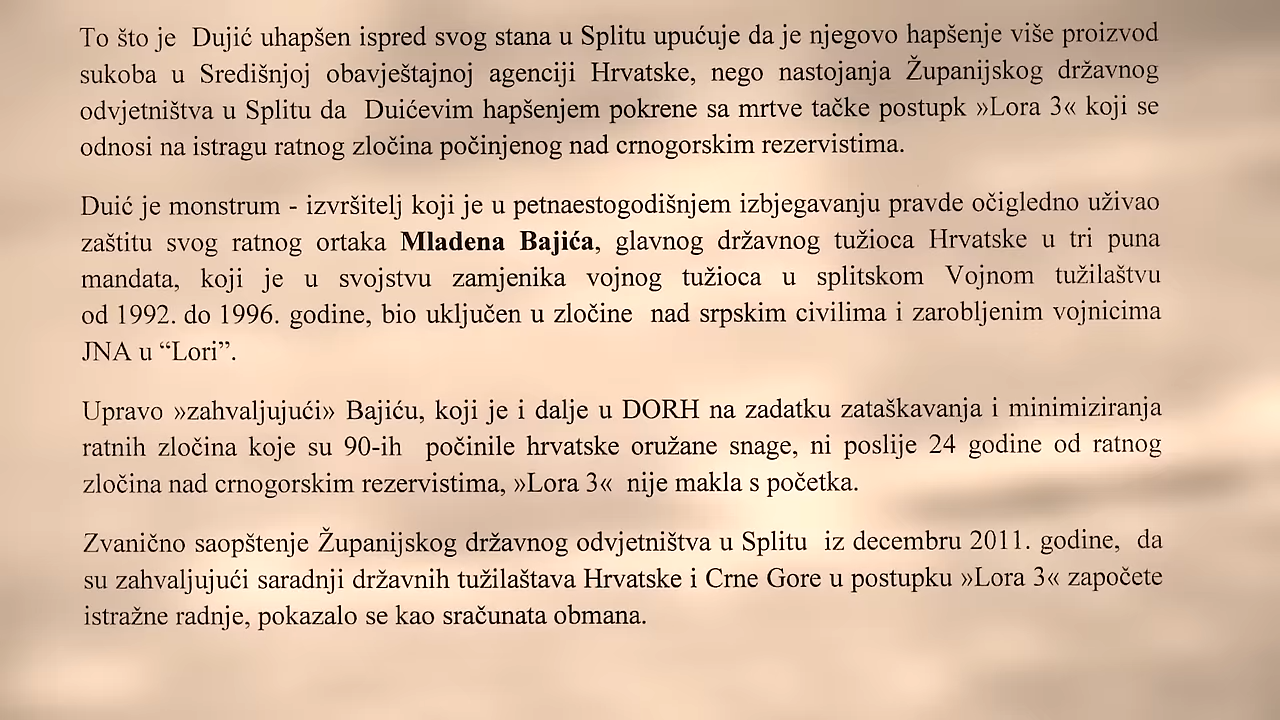 To što je Dujić uhapšen ispred svog stana u Splitu upućuje da je njegovo hapšenje više proizvod
sukoba u Središnjoj obavještajnoj agenciji Hrvatske, nego nastojanja Županijskog državnog
odvjetništva u Splitu da Duićevim hapšenjem pokrene sa mrtve tačke postupk »Lora 3« koji se
odnosi na istragu ratnog zločina počinjenog nad crnogorskim rezervistima.
Duić je monstrum - izvršitelj koji je u petnaestogodišnjem izbjegavanju pravde očigledno uživao
zaštitu svog ratnog ortaka Mladena Bajića, glavnog državnog tužioca Hrvatske u tri puna
mandata, koji je u svojstvu zamjenika vojnog tužioca u splitskom Vojnom tužilaštvu
od 1992. do 1996. godine, bio uključen u zločine nad srpskim civilima i zarobljenim vojnicima
JNA u “Lori”.
Upravo »zahvaljujući» Bajiću, koji je i dalje u DORH na zadatku zataškavanja i minimiziranja
ratnih zločina koje su 90-ih počinile hrvatske oružane snage, ni poslije 24 godine od ratnog
zločina nad crnogorskim rezervistima, »Lora 3« nije makla s početka.
Zvanično saopštenje Županijskog državnog odvjetništva u Splitu iz decembru 2011. godine, da
su zahvaljujući saradnji državnih tužilaštava Hrvatske i Crne Gore u postupku »Lora 3« započete
istražne radnje, pokazalo se kao sračunata obmana.